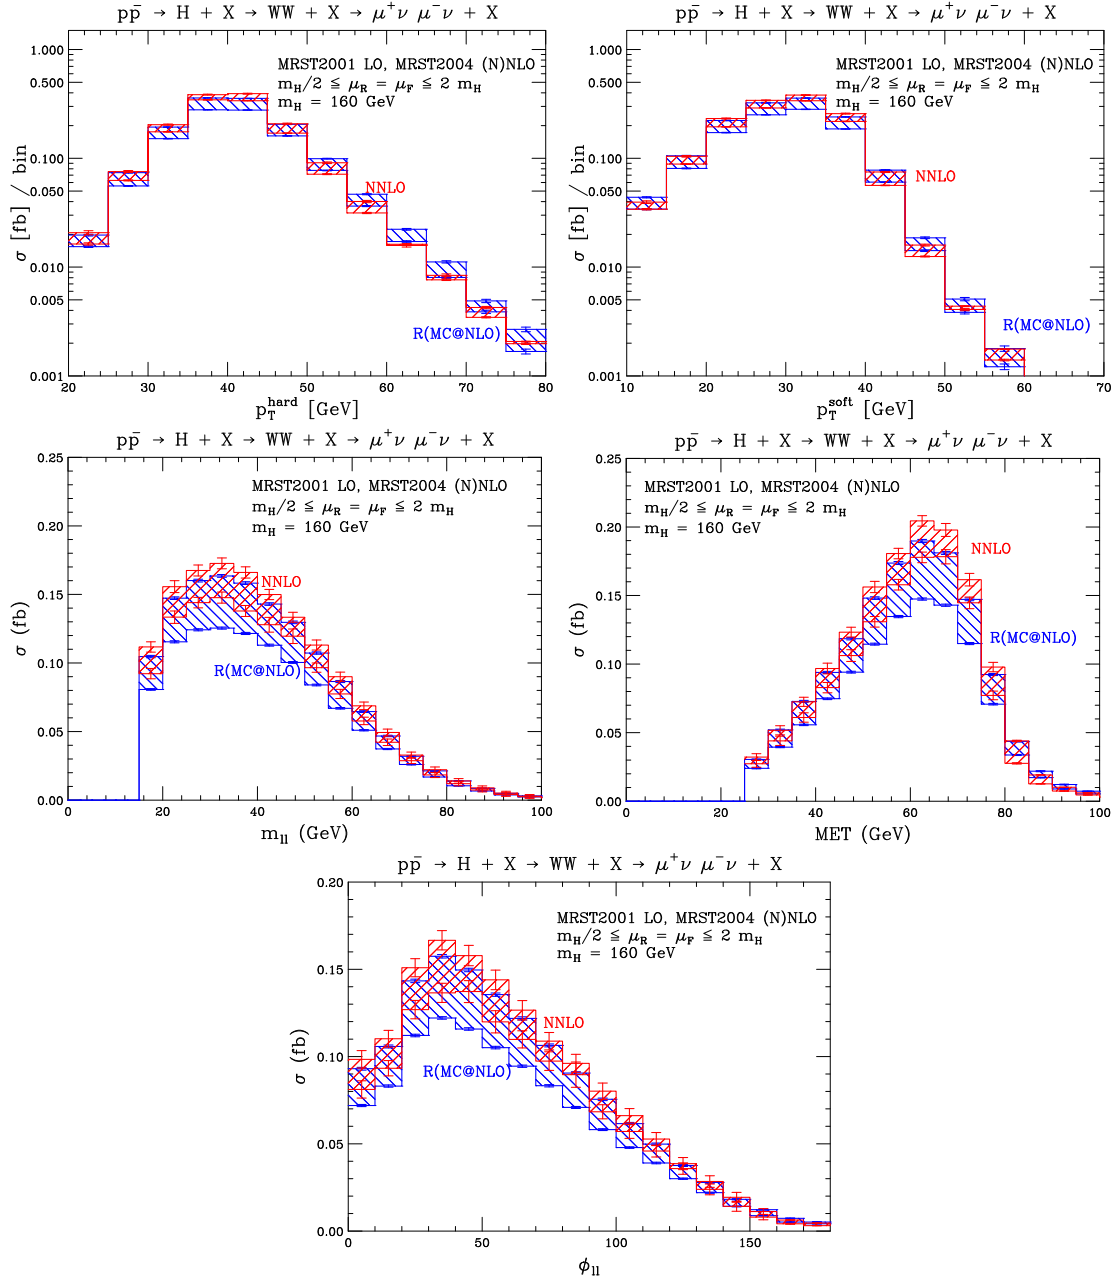 pp̄ → H + X → WW + X → μ⁺ν μ⁻ν + X
MRST2001 LO, MRST2004 (N)NLO
m_H/2 ≦ μ_R = μ_F ≦ 2 m_H
m_H = 160 GeV
1.000
0.500
0.100
0.050
0.010
0.005
0.001
σ [fb] / bin
NNLO
R(MC@NLO)
20 30 40 50 60 70 80
p_T^hard [GeV]
pp̄ → H + X → WW + X → μ⁺ν μ⁻ν + X
MRST2001 LO, MRST2004 (N)NLO
m_H/2 ≦ μ_R = μ_F ≦ 2 m_H
m_H = 160 GeV
1.000
0.500
0.100
0.050
0.010
0.005
0.001
σ [fb] / bin
NNLO
R(MC@NLO)
10 20 30 40 50 60 70
p_T^soft [GeV]
pp̄ → H + X → WW + X → μ⁺ν μ⁻ν + X
MRST2001 LO, MRST2004 (N)NLO
m_H/2 ≦ μ_R = μ_F ≦ 2 m_H
m_H = 160 GeV
0.25
0.20
0.15
0.10
0.05
0.00
σ (fb)
NNLO
R(MC@NLO)
0 20 40 60 80 100
m_ll (GeV)
pp̄ → H + X → WW + X → μ⁺ν μ⁻ν + X
MRST2001 LO, MRST2004 (N)NLO
m_H/2 ≦ μ_R = μ_F ≦ 2 m_H
m_H = 160 GeV
0.25
0.20
0.15
0.10
0.05
0.00
σ (fb)
NNLO
R(MC@NLO)
0 20 40 60 80 100
MET (GeV)
pp̄ → H + X → WW + X → μ⁺ν μ⁻ν + X
MRST2001 LO, MRST2004 (N)NLO
m_H/2 ≦ μ_R = μ_F ≦ 2 m_H
m_H = 160 GeV
0.20
0.15
0.10
0.05
0.00
σ (fb)
NNLO
R(MC@NLO)
0 50 100 150
ϕ_ll